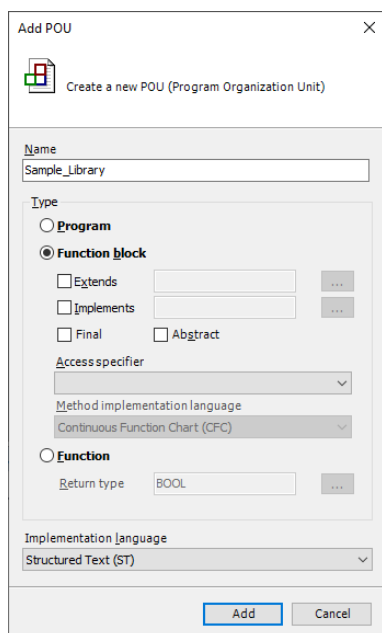 Add POU
Create a new POU (Program Organization Unit)
Name
Sample_Library
Type
Program
Function block
Extends
...
Implements
...
Final Abstract
Access specifier
Method implementation language
Continuous Function Chart (CFC)
Function
Return type BOOL ...
Implementation language
Structured Text (ST)
Add Cancel